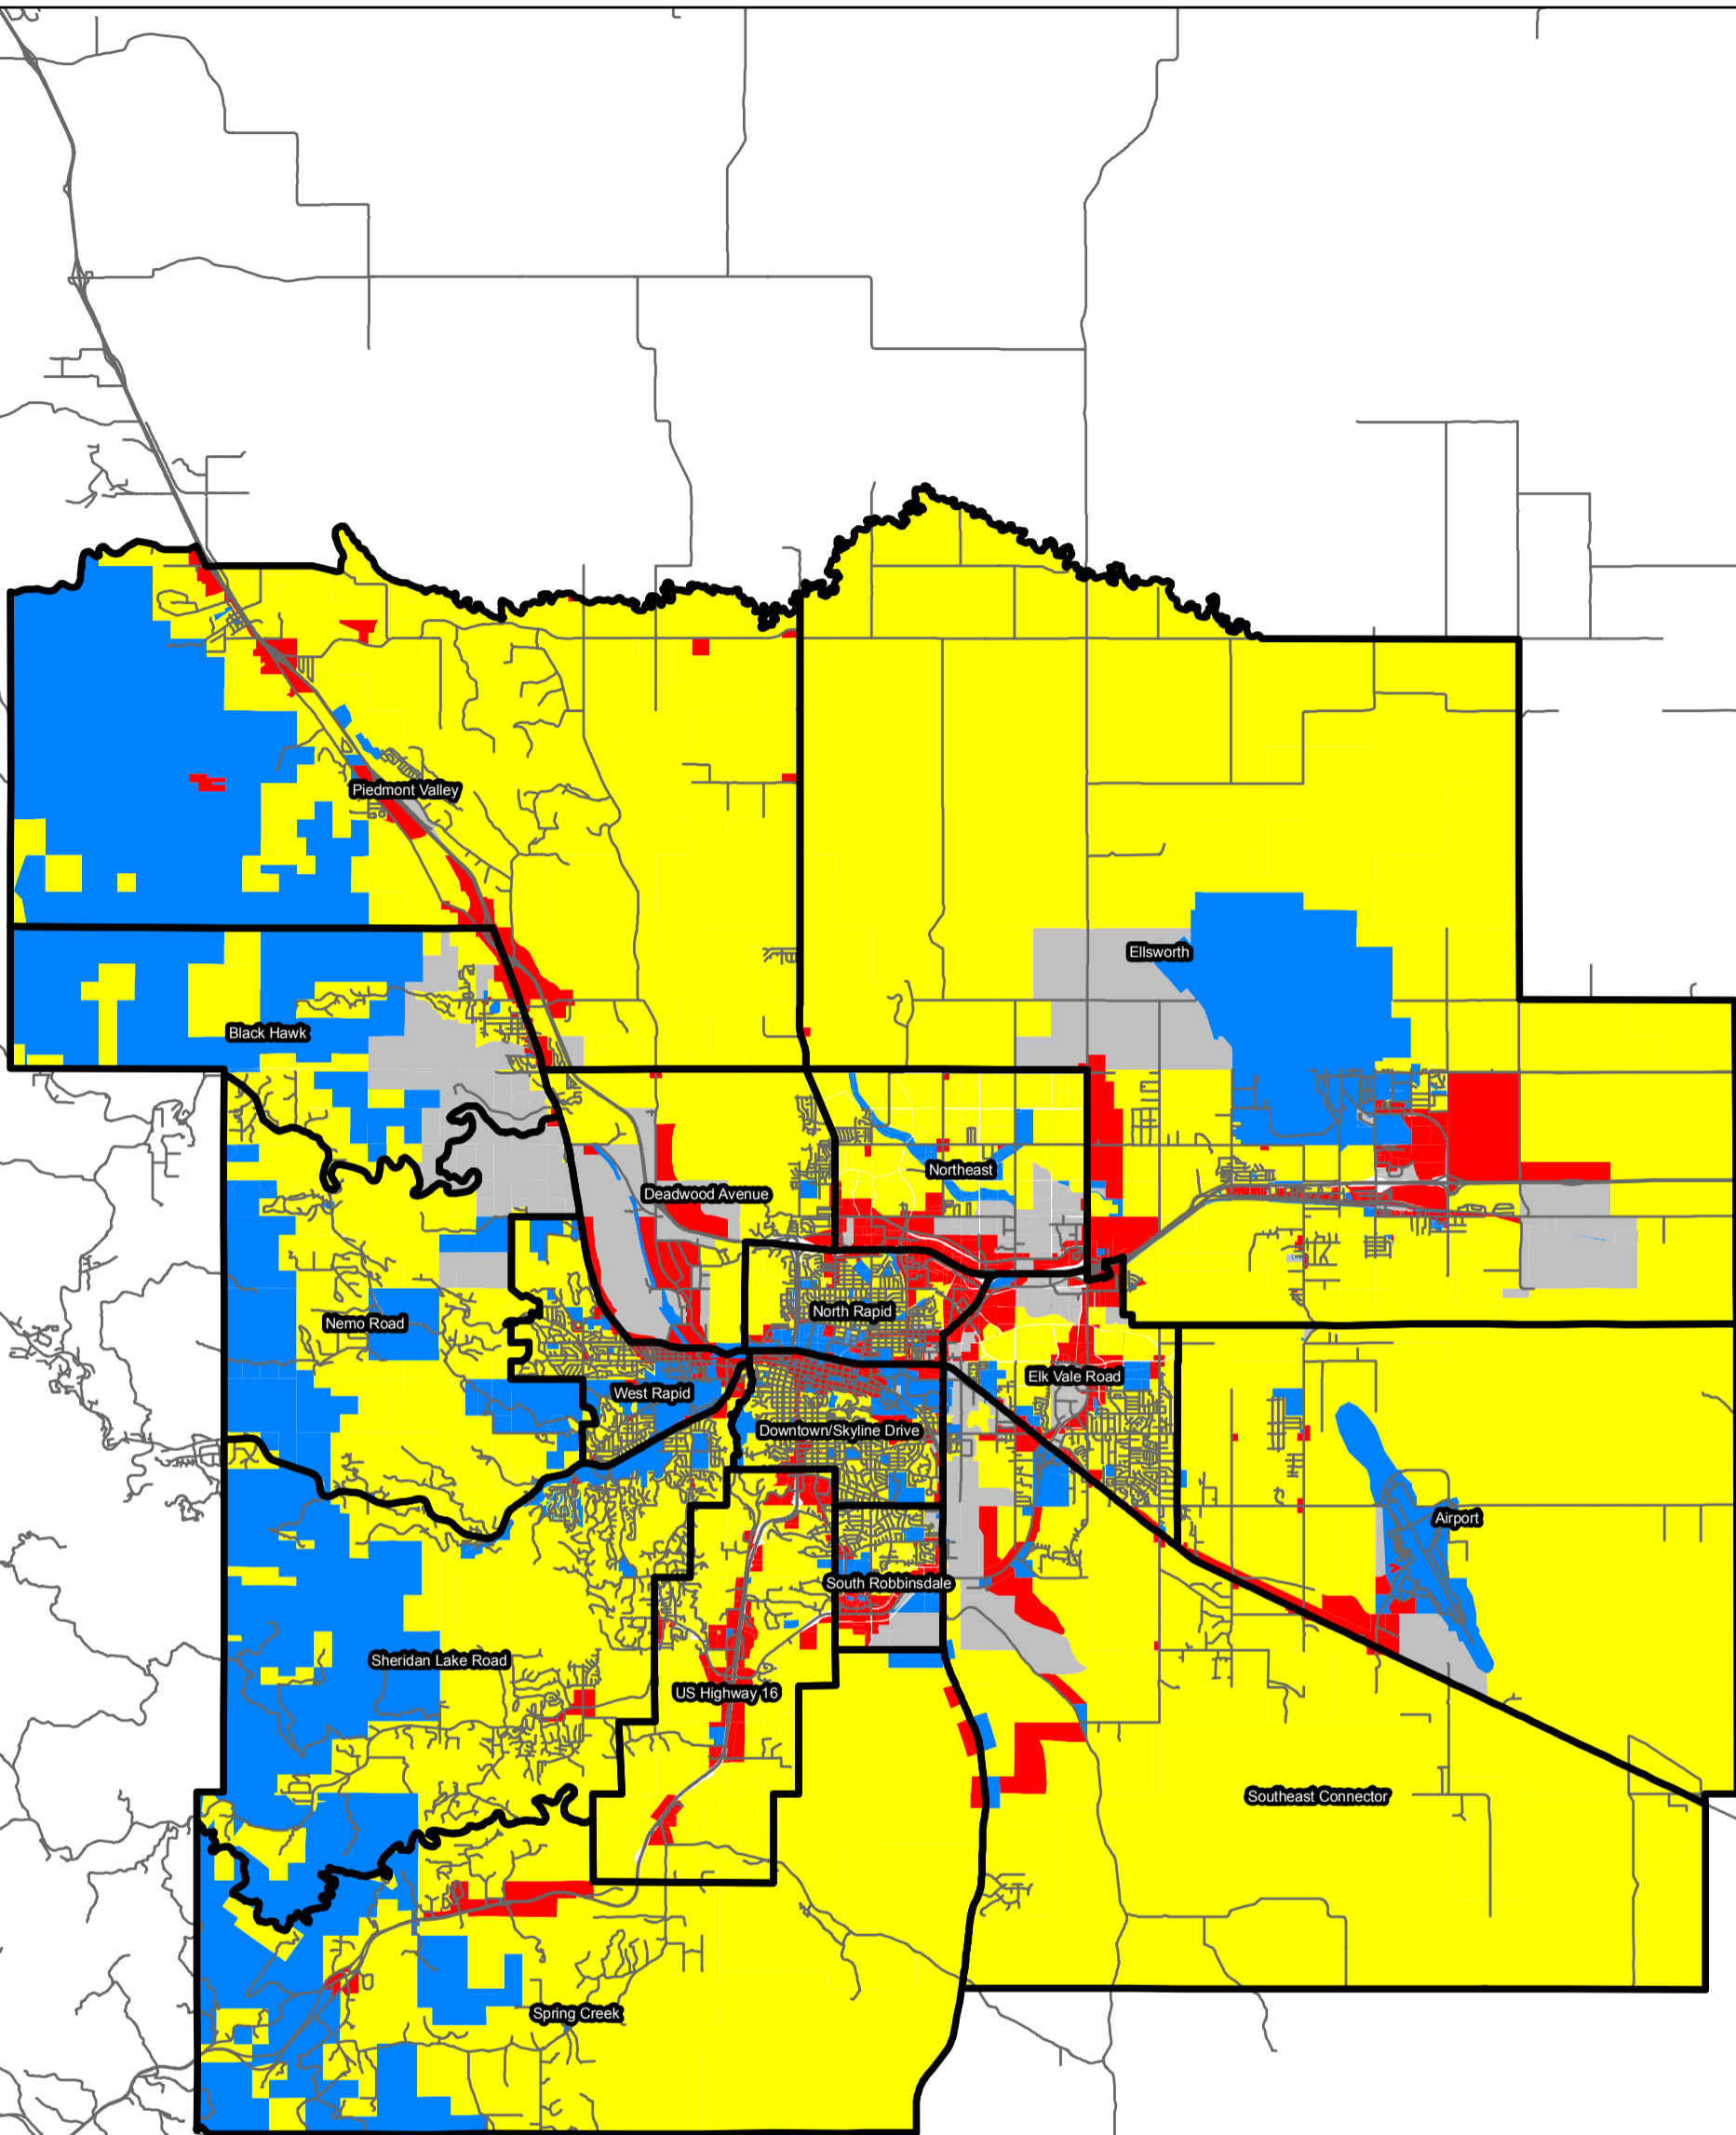 Piedmont Valley
Ellsworth
Black Hawk
Northeast
Deadwood Avenue
North Rapid
Nemo Road
Elk Vale Road
West Rapid
Downtown/Skyline Drive
Airport
South Robbinsdale
Sheridan Lake Road
US Highway 16
Southeast Connector
Spring Creek